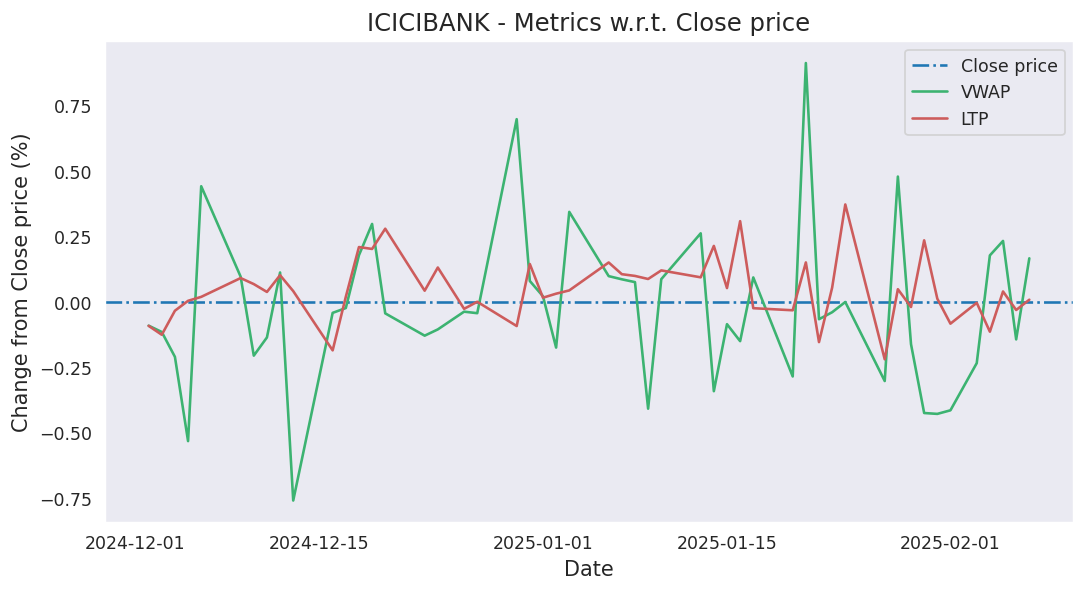 ICICIBANK - Metrics w.r.t. Close price
Close price
VWAP
LTP
Change from Close price (%)
0.75
0.50
0.25
0.00
−0.25
−0.50
−0.75
2024-12-01 2024-12-15 2025-01-01 2025-01-15 2025-02-01
Date